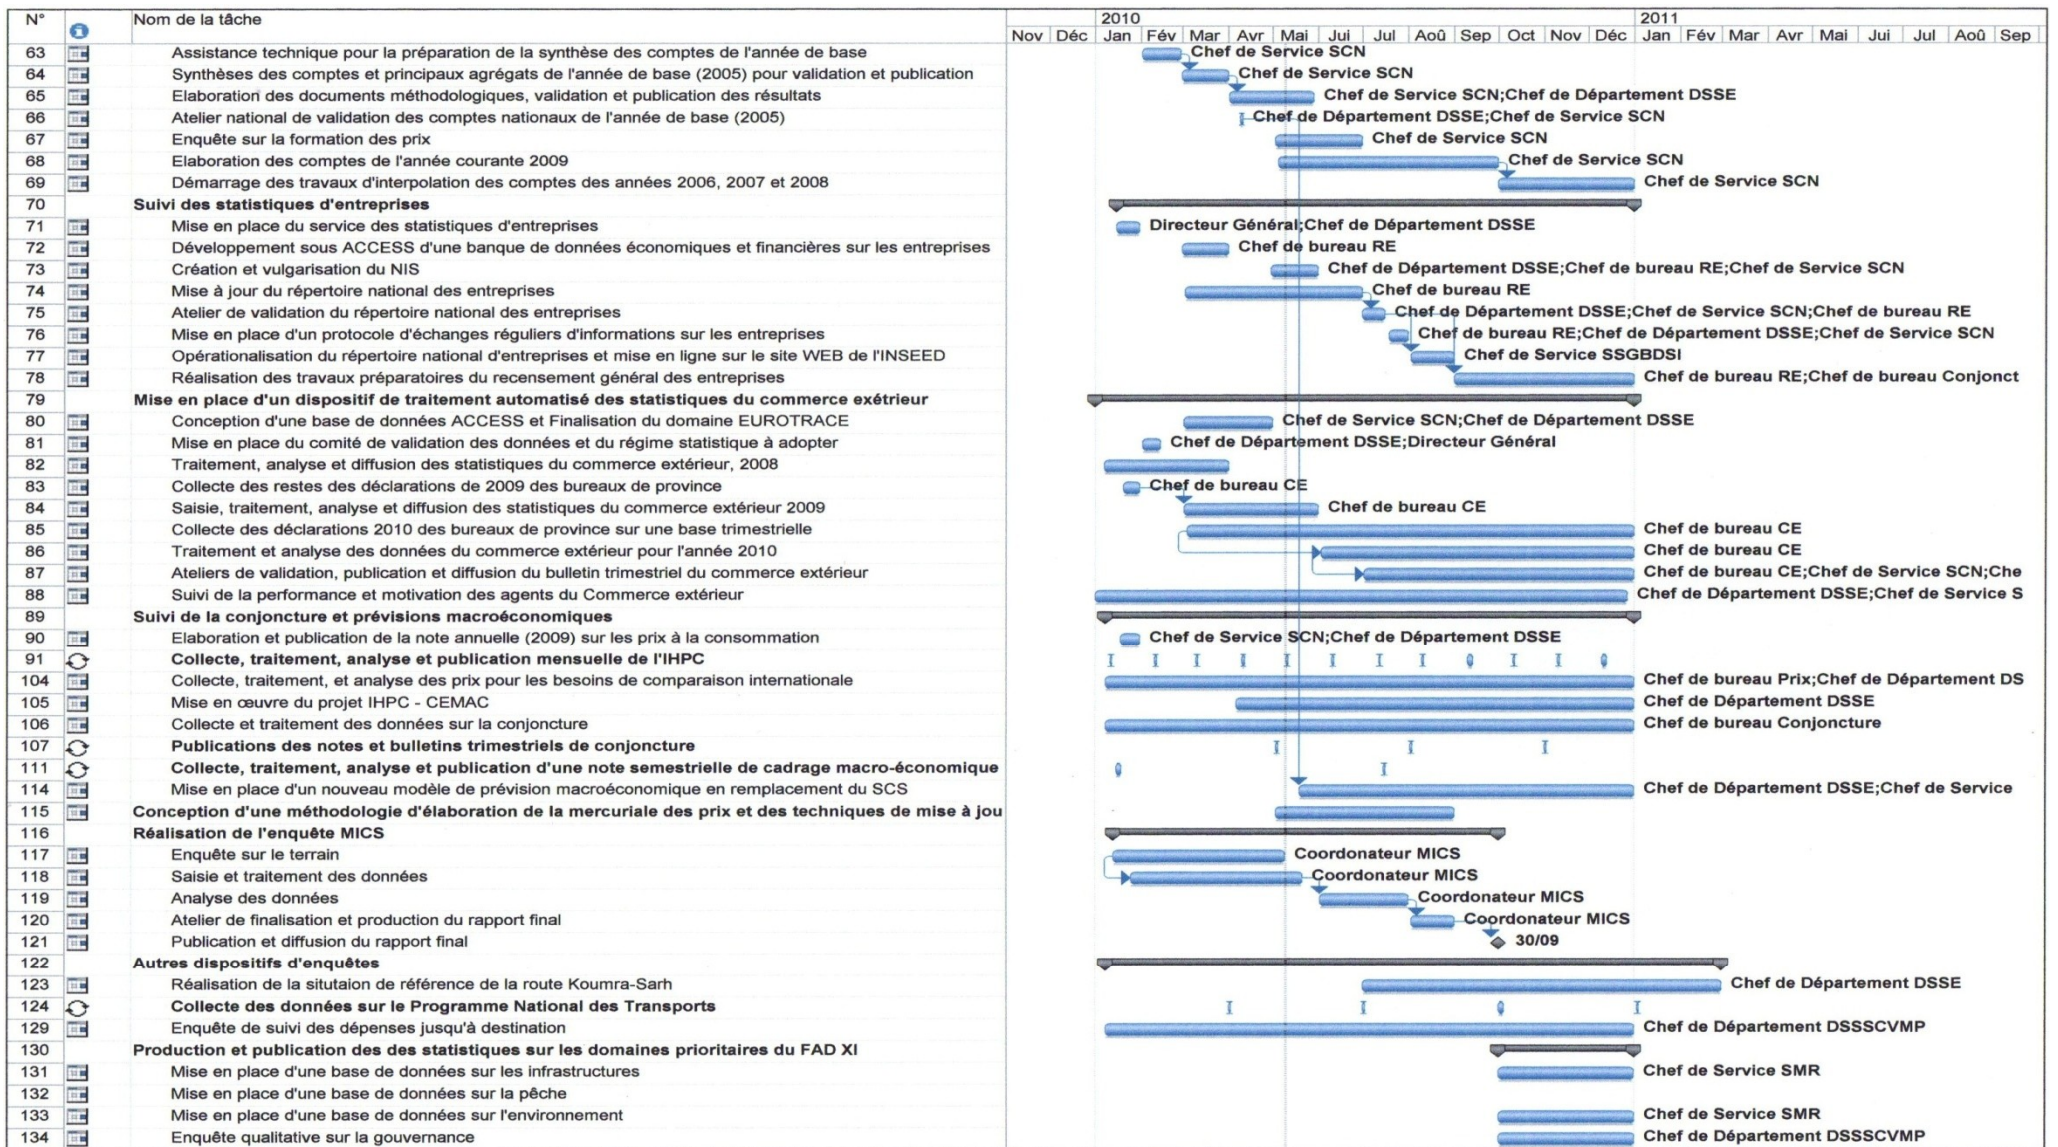 N° Nom de la tâche 2010 2011
Nov Déc Jan Fév Mar Avr Mai Jui Jul Aoû Sep Oct Nov Déc Jan Fév Mar Avr Mai Jui Jul Aoû Sep
63 Assistance technique pour la préparation de la synthèse des comptes de l'année de base Chef de Service SCN
64 Synthèses des comptes et principaux agrégats de l'année de base (2005) pour validation et publication Chef de Service SCN
65 Elaboration des documents méthodologiques, validation et publication des résultats Chef de Service SCN;Chef de Département DSSE
66 Atelier national de validation des comptes nationaux de l'année de base (2005) Chef de Département DSSE;Chef de Service SCN
67 Enquête sur la formation des prix Chef de Service SCN
68 Elaboration des comptes de l'année courante 2009 Chef de Service SCN
69 Démarrage des travaux d'interpolation des comptes des années 2006, 2007 et 2008 Chef de Service SCN
70 Suivi des statistiques d'entreprises
71 Mise en place du service des statistiques d'entreprises Directeur Général;Chef de Département DSSE
72 Développement sous ACCESS d'une banque de données économiques et financières sur les entreprises Chef de bureau RE
73 Création et vulgarisation du NIS Chef de Département DSSE;Chef de bureau RE;Chef de Service SCN
74 Mise à jour du répertoire national des entreprises Chef de bureau RE
75 Atelier de validation du répertoire national des entreprises Chef de Département DSSE;Chef de Service SCN;Chef de bureau RE
76 Mise en place d'un protocole d'échanges réguliers d'informations sur les entreprises Chef de bureau RE;Chef de Département DSSE;Chef de Service SCN
77 Opérationalisation du répertoire national d'entreprises et mise en ligne sur le site WEB de l'INSEED Chef de Service SSGBDSI
78 Réalisation des travaux préparatoires du recensement général des entreprises Chef de bureau RE;Chef de bureau Conjonct
79 Mise en place d'un dispositif de traitement automatisé des statistiques du commerce exétrieur
80 Conception d'une base de données ACCESS et Finalisation du domaine EUROTRACE Chef de Service SCN;Chef de Département DSSE
81 Mise en place du comité de validation des données et du régime statistique à adopter Chef de Département DSSE;Directeur Général
82 Traitement, analyse et diffusion des statistiques du commerce extérieur, 2008
83 Collecte des restes des déclarations de 2009 des bureaux de province Chef de bureau CE
84 Saisie, traitement, analyse et diffusion des statistiques du commerce extérieur 2009 Chef de bureau CE
85 Collecte des déclarations 2010 des bureaux de province sur une base trimestrielle Chef de bureau CE
86 Traitement et analyse des données du commerce extérieur pour l'année 2010 Chef de bureau CE
87 Ateliers de validation, publication et diffusion du bulletin trimestriel du commerce extérieur Chef de bureau CE;Chef de Service SCN;Che
88 Suivi de la performance et motivation des agents du Commerce extérieur Chef de Département DSSE;Chef de Service S
89 Suivi de la conjoncture et prévisions macroéconomiques
90 Elaboration et publication de la note annuelle (2009) sur les prix à la consommation Chef de Service SCN;Chef de Département DSSE
91 Collecte, traitement, analyse et publication mensuelle de l'IHPC
104 Collecte, traitement, et analyse des prix pour les besoins de comparaison internationale Chef de bureau Prix;Chef de Département DS
105 Mise en œuvre du projet IHPC - CEMAC Chef de Département DSSE
106 Collecte et traitement des données sur la conjoncture Chef de bureau Conjoncture
107 Publications des notes et bulletins trimestriels de conjoncture
111 Collecte, traitement, analyse et publication d'une note semestrielle de cadrage macro-économique
114 Mise en place d'un nouveau modèle de prévision macroéconomique en remplacement du SCS Chef de Département DSSE;Chef de Service
115 Conception d'une méthodologie d'élaboration de la mercuriale des prix et des techniques de mise à jou
116 Réalisation de l'enquête MICS
117 Enquête sur le terrain Coordonateur MICS
118 Saisie et traitement des données Coordonateur MICS
119 Analyse des données Coordonateur MICS
120 Atelier de finalisation et production du rapport final Coordonateur MICS
121 Publication et diffusion du rapport final 30/09
122 Autres dispositifs d'enquêtes
123 Réalisation de la situtaion de référence de la route Koumra-Sarh Chef de Département DSSE
124 Collecte des données sur le Programme National des Transports
129 Enquête de suivi des dépenses jusqu'à destination Chef de Département DSSSCVMP
130 Production et publication des des statistiques sur les domaines prioritaires du FAD XI
131 Mise en place d'une base de données sur les infrastructures Chef de Service SMR
132 Mise en place d'une base de données sur la pêche
133 Mise en place d'une base de données sur l'environnement Chef de Service SMR
134 Enquête qualitative sur la gouvernance Chef de Département DSSSCVMP